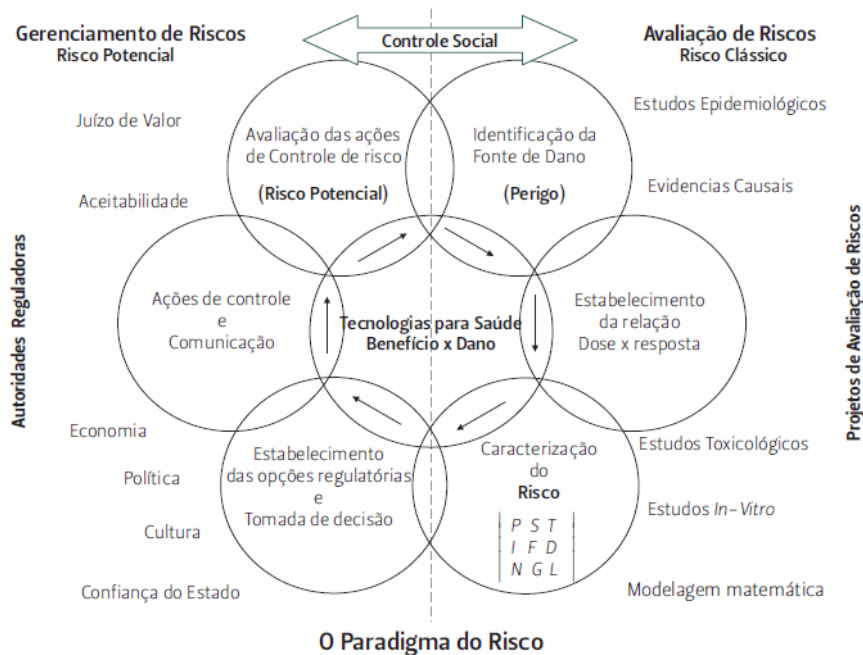 Gerenciamento de Riscos
Risco Potencial
Controle Social
Avaliação de Riscos
Risco Clássico
Juízo de Valor
Aceitabilidade
Autoridades Reguladoras
Avaliação das ações
de Controle de risco
(Risco Potencial)
Identificação da
Fonte de Dano
(Perigo)
Estudos Epidemiológicos
Evidencias Causais
Projetos de Avaliação de Riscos
Ações de controle
e
Comunicação
Tecnologias para Saúde
Benefício x Dano
Estabelecimento
da relação
Dose x resposta
Economia
Política
Cultura
Confiança do Estado
Estabelecimento
das opções regulatórias
e
Tomada de decisão
Caracterização
do
Risco
P S T
I F D
N G L
Estudos Toxicológicos
Estudos In-Vitro
Modelagem matemática
O Paradigma do Risco